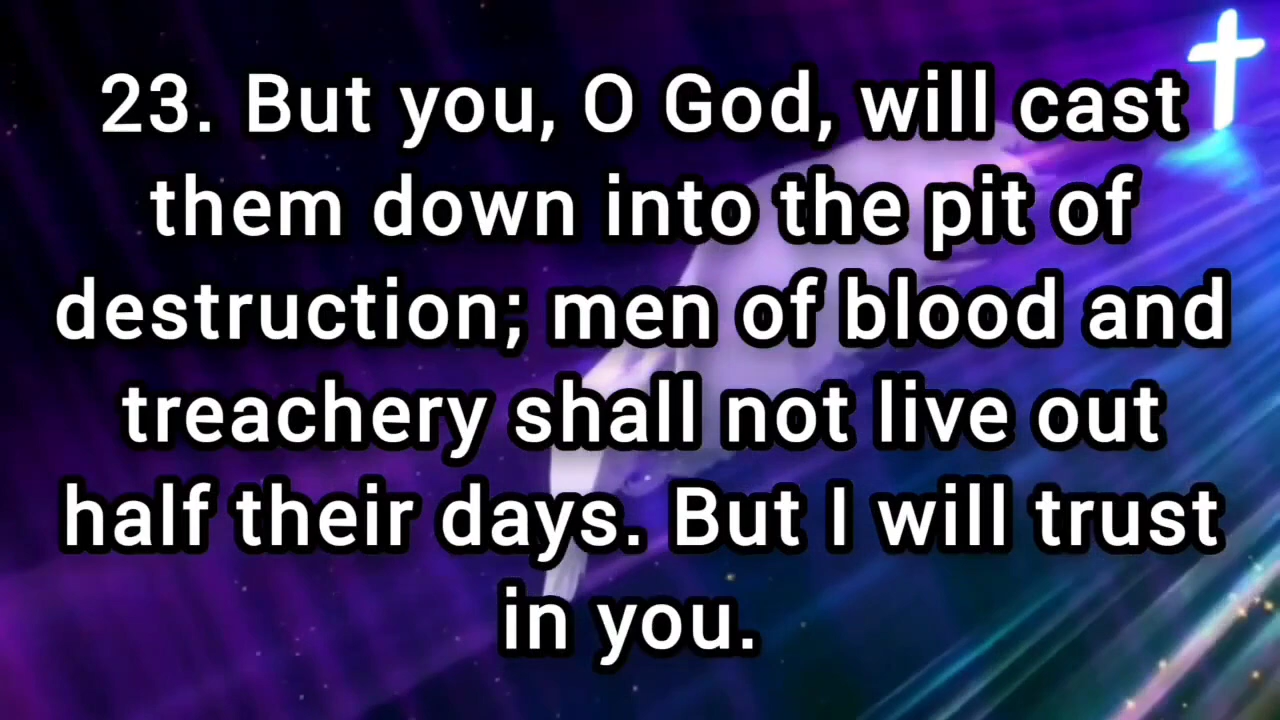 23. But you, O God, will cast
them down into the pit of
destruction; men of blood and
treachery shall not live out
half their days. But I will trust
in you.